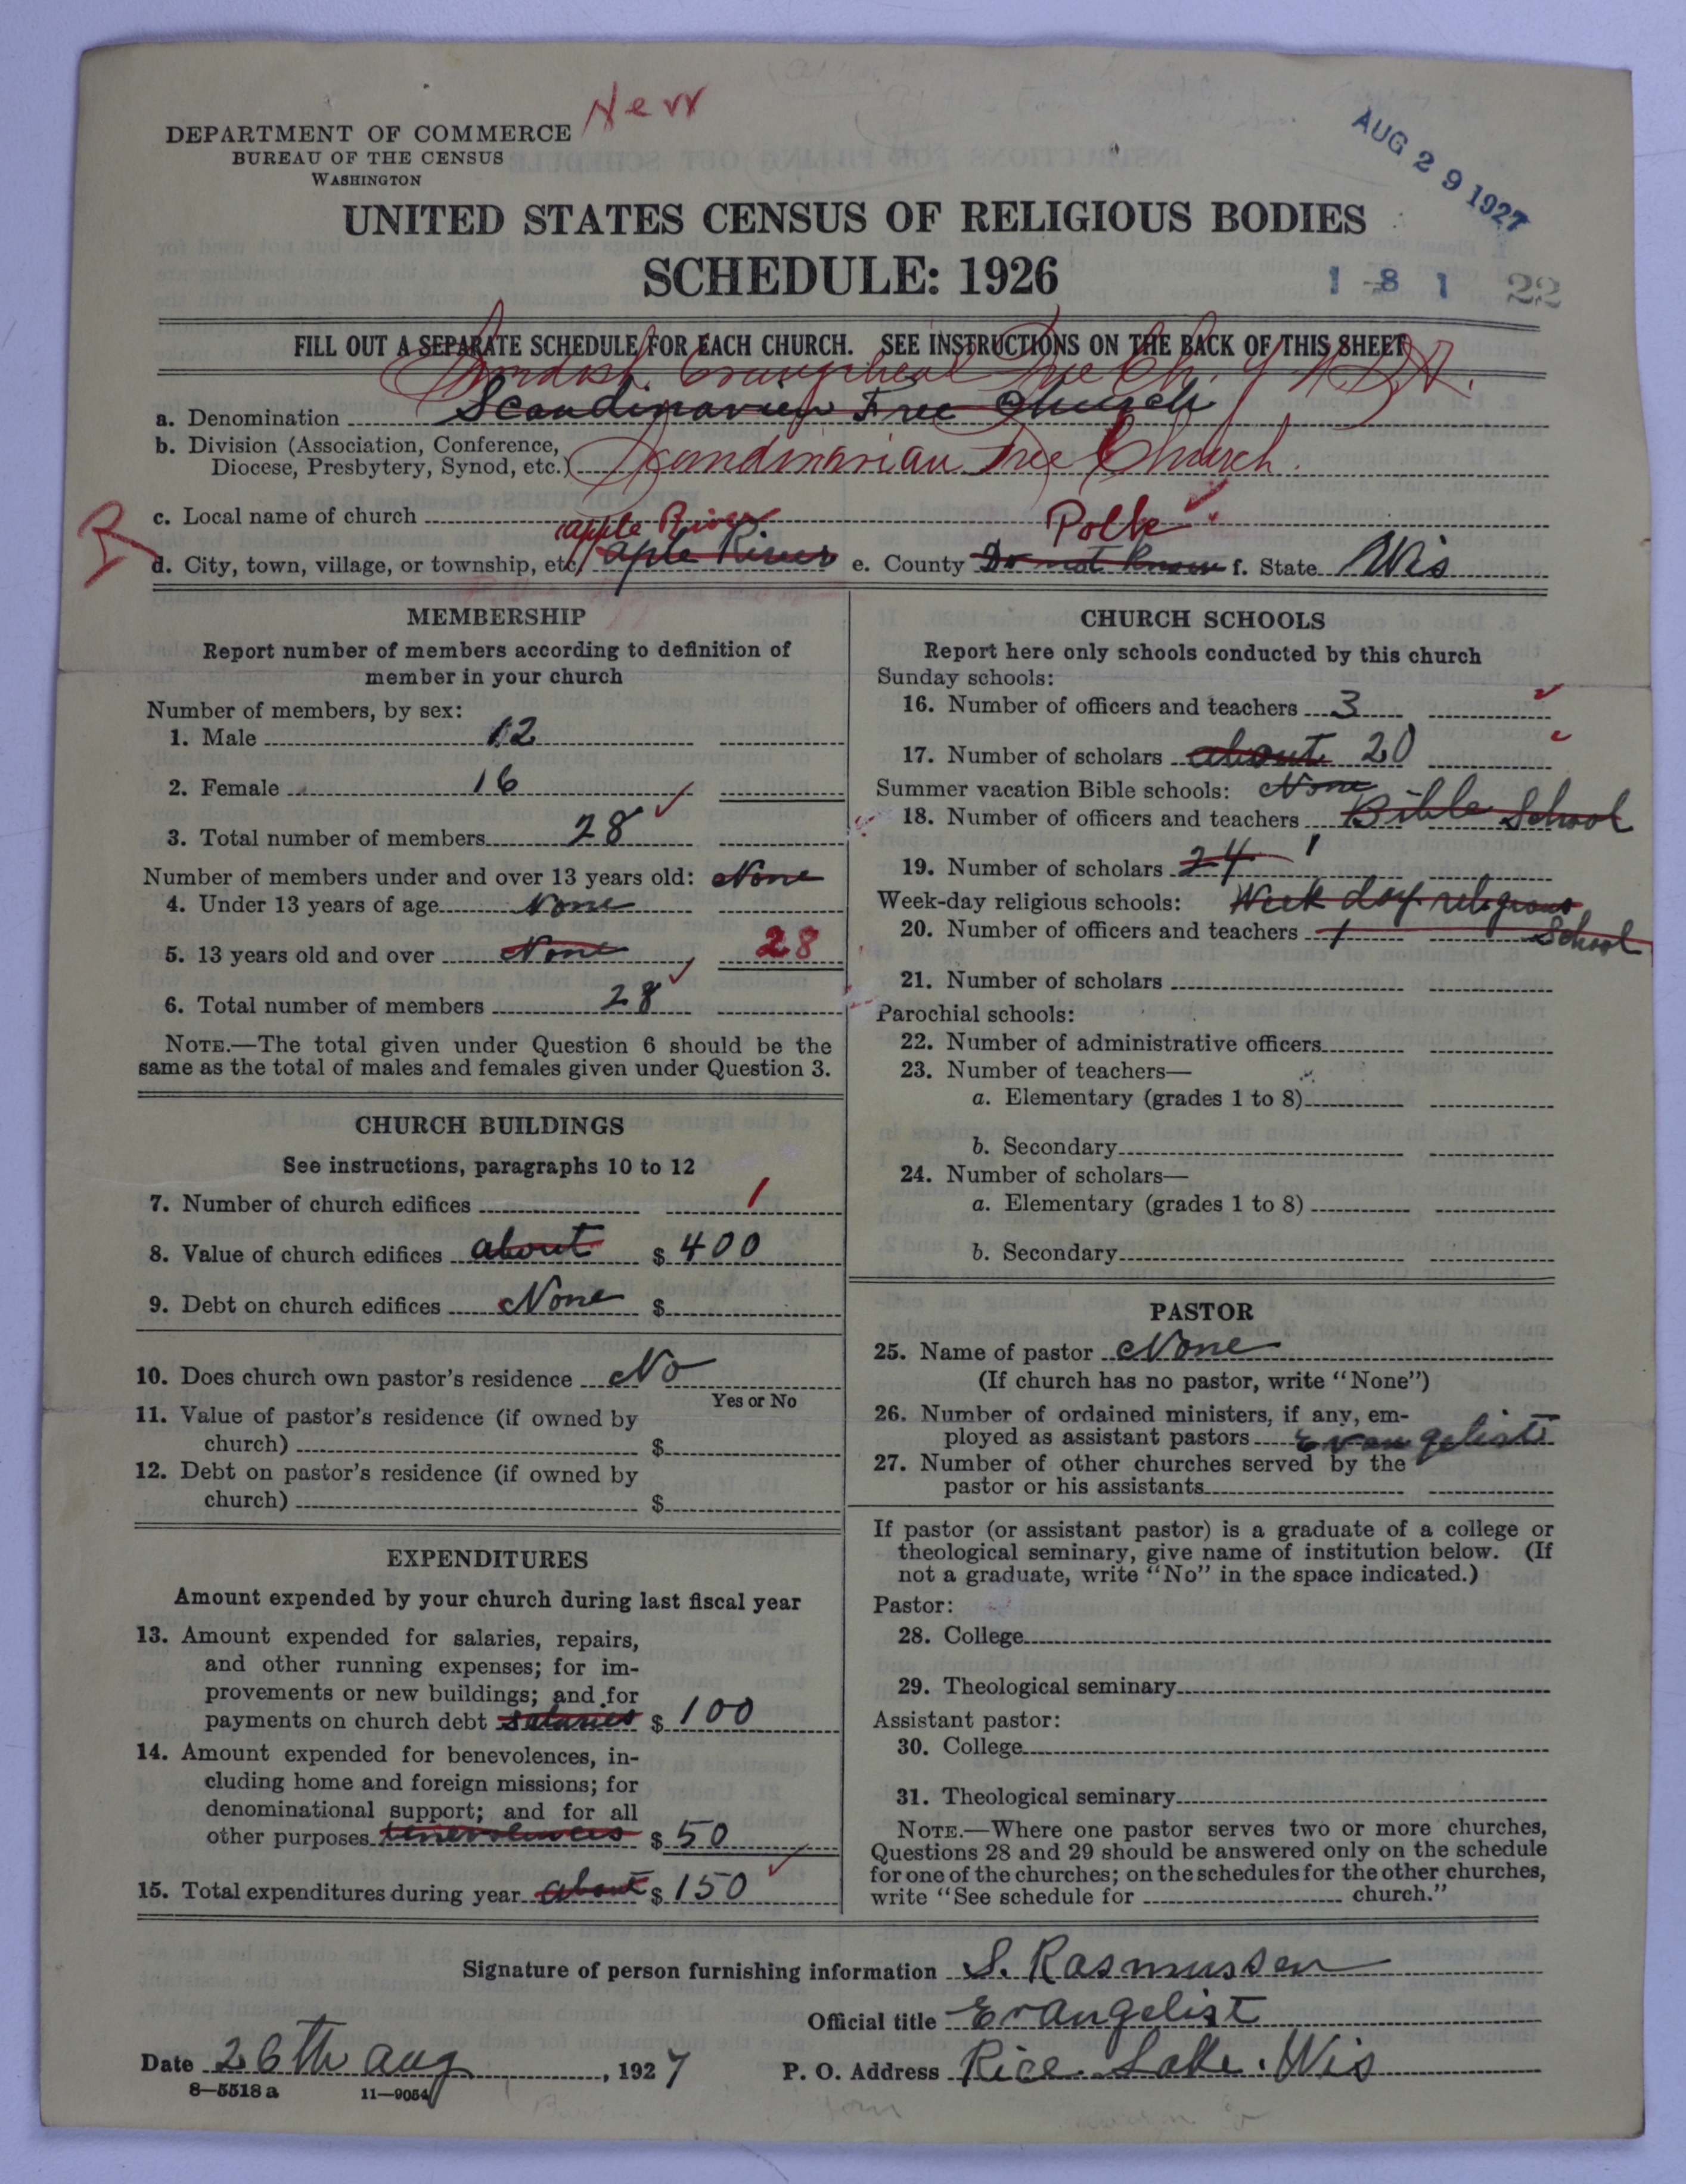 New
DEPARTMENT OF COMMERCE
BUREAU OF THE CENSUS
WASHINGTON
AUG 29 1927
UNITED STATES CENSUS OF RELIGIOUS BODIES
SCHEDULE: 1926
1 8 1 22
FILL OUT A SEPARATE SCHEDULE FOR EACH CHURCH. SEE INSTRUCTIONS ON THE BACK OF THIS SHEET
Evangelical Free Ch. of N.A.
a. Denomination Scandinavien Free Church
b. Division (Association, Conference,
Diocese, Presbytery, Synod, etc.) Scandinavian Free Church.
c. Local name of church
Apple River Polk
d. City, town, village, or township, etc. Aple River e. County Do not know f. State Wis
MEMBERSHIP
Report number of members according to definition of
member in your church
Number of members, by sex:
1. Male 12
2. Female 16
3. Total number of members 28
Number of members under and over 13 years old: None
4. Under 13 years of age None
5. 13 years old and over None 28
6. Total number of members 28
NOTE.—The total given under Question 6 should be the
same as the total of males and females given under Question 3.
CHURCH BUILDINGS
See instructions, paragraphs 10 to 12
7. Number of church edifices 1
8. Value of church edifices about $ 400
9. Debt on church edifices None $
10. Does church own pastor's residence No
Yes or No
11. Value of pastor's residence (if owned by
church) $
12. Debt on pastor's residence (if owned by
church) $
EXPENDITURES
Amount expended by your church during last fiscal year
13. Amount expended for salaries, repairs,
and other running expenses; for im-
provements or new buildings; and for
payments on church debt salaries $ 100
14. Amount expended for benevolences, in-
cluding home and foreign missions; for
denominational support; and for all
other purposes benevolences $ 50
15. Total expenditures during year about $ 150
CHURCH SCHOOLS
Report here only schools conducted by this church
Sunday schools:
16. Number of officers and teachers 3
17. Number of scholars about 20
Summer vacation Bible schools: None
18. Number of officers and teachers Bible School
19. Number of scholars 24 1
Week-day religious schools: Week day religious
20. Number of officers and teachers 1 School
21. Number of scholars
Parochial schools:
22. Number of administrative officers
23. Number of teachers—
a. Elementary (grades 1 to 8)
b. Secondary
24. Number of scholars—
a. Elementary (grades 1 to 8)
b. Secondary
PASTOR
25. Name of pastor None
(If church has no pastor, write "None")
26. Number of ordained ministers, if any, em-
ployed as assistant pastors Evangelist
27. Number of other churches served by the
pastor or his assistants
If pastor (or assistant pastor) is a graduate of a college or
theological seminary, give name of institution below. (If
not a graduate, write "No" in the space indicated.)
Pastor:
28. College
29. Theological seminary
Assistant pastor:
30. College
31. Theological seminary
NOTE.—Where one pastor serves two or more churches,
Questions 28 and 29 should be answered only on the schedule
for one of the churches; on the schedules for the other churches,
write "See schedule for church."
Signature of person furnishing information S. Rasmussen
Official title Evangelist
Date 26th Aug, 1927 P. O. Address Rice Lake. Wis
8—5518 a 11—9054